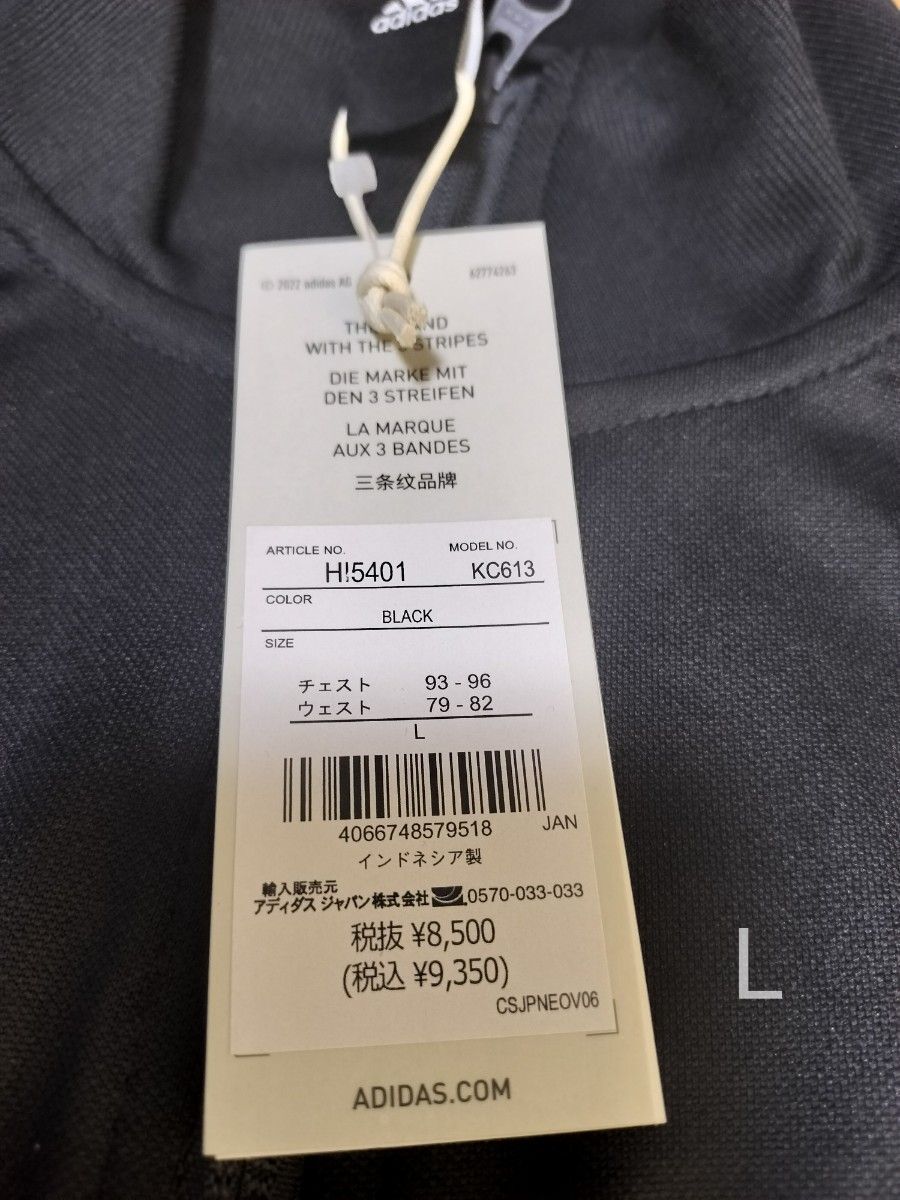 adidas
© 2022 adidas AG 62774263
WITH THE STRIPES
DIE MARKE MIT
DEN 3 STREIFEN
LA MARQUE
AUX 3 BANDES
三条纹品牌
ARTICLE NO. MODEL NO.
HI5401 KC613
COLOR
BLACK
SIZE
チェスト 93 - 96
ウェスト 79 - 82
L
4066748579518 JAN
インドネシア製
輸入販売元
アディダス ジャパン株式会社 0570-033-033
税抜 ¥8,500
(税込 ¥9,350)
CSJPNEOV06
ADIDAS.COM
L